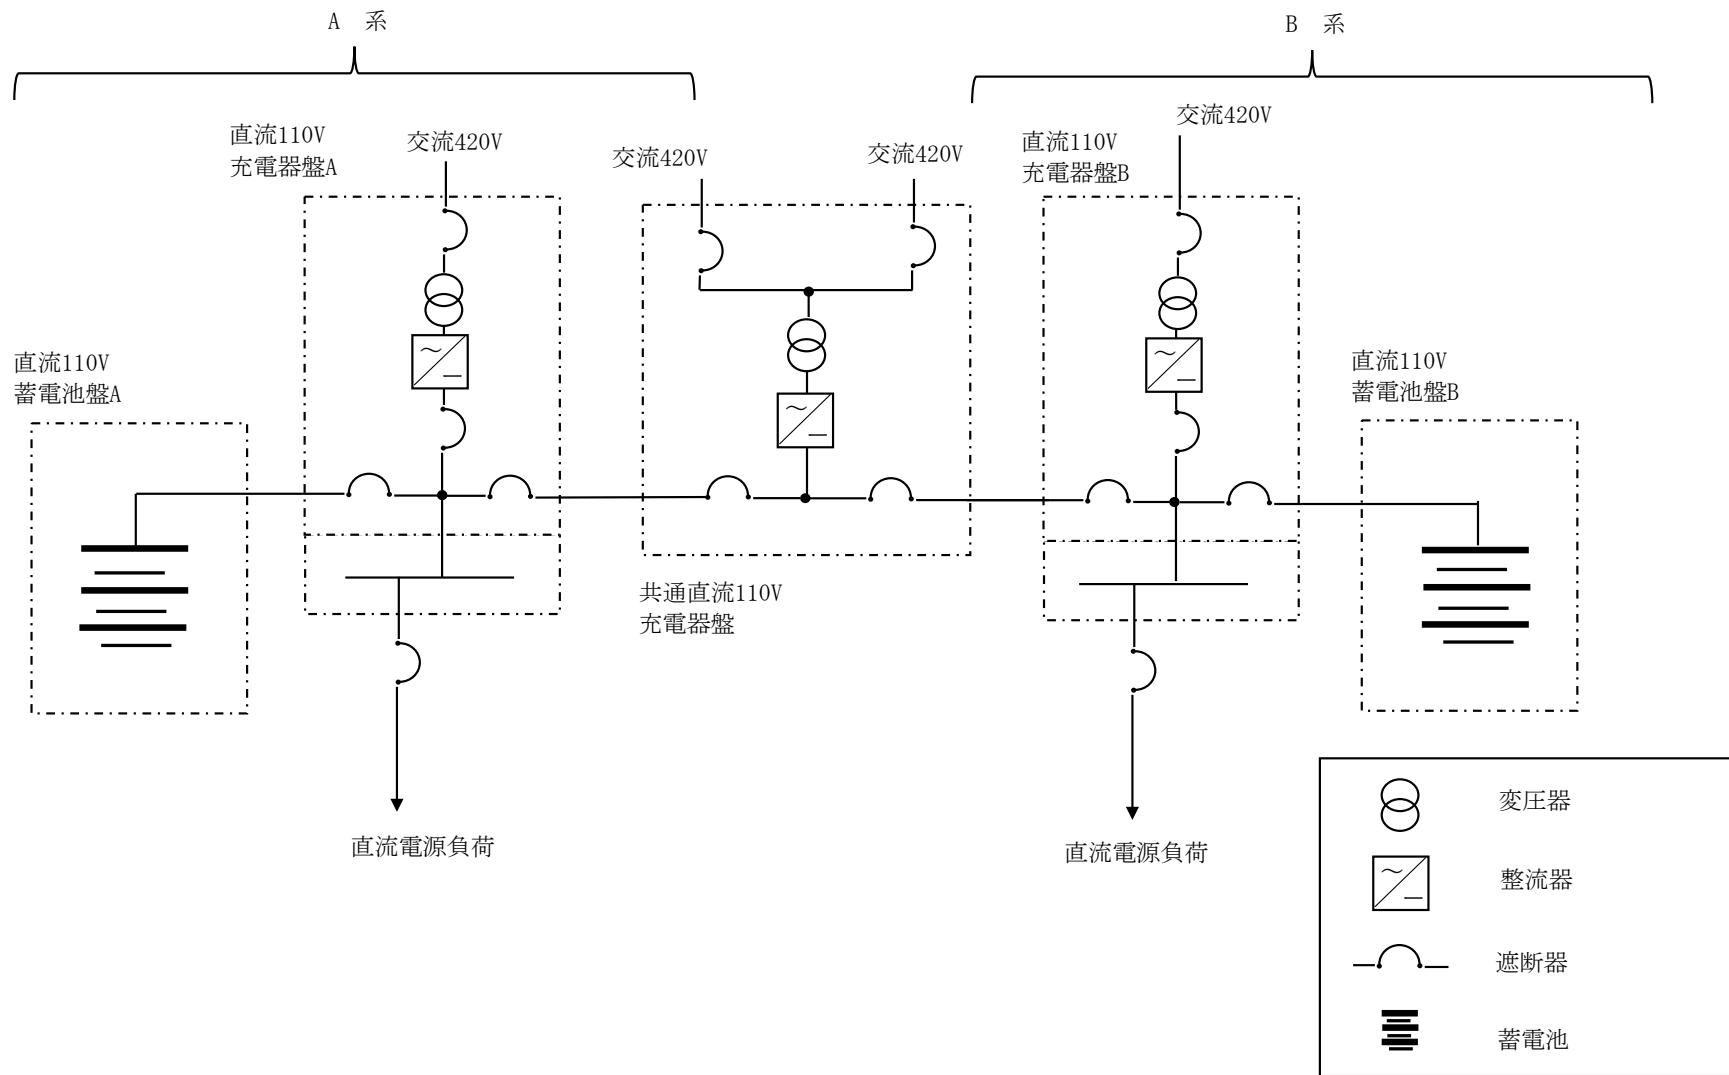 A 系
B 系
直流110V
充電器盤A
交流420V
交流420V
交流420V
直流110V
充電器盤B
交流420V
直流110V
蓄電池盤A
直流110V
蓄電池盤B
共通直流110V
充電器盤
直流電源負荷
直流電源負荷
変圧器
整流器
遮断器
蓄電池